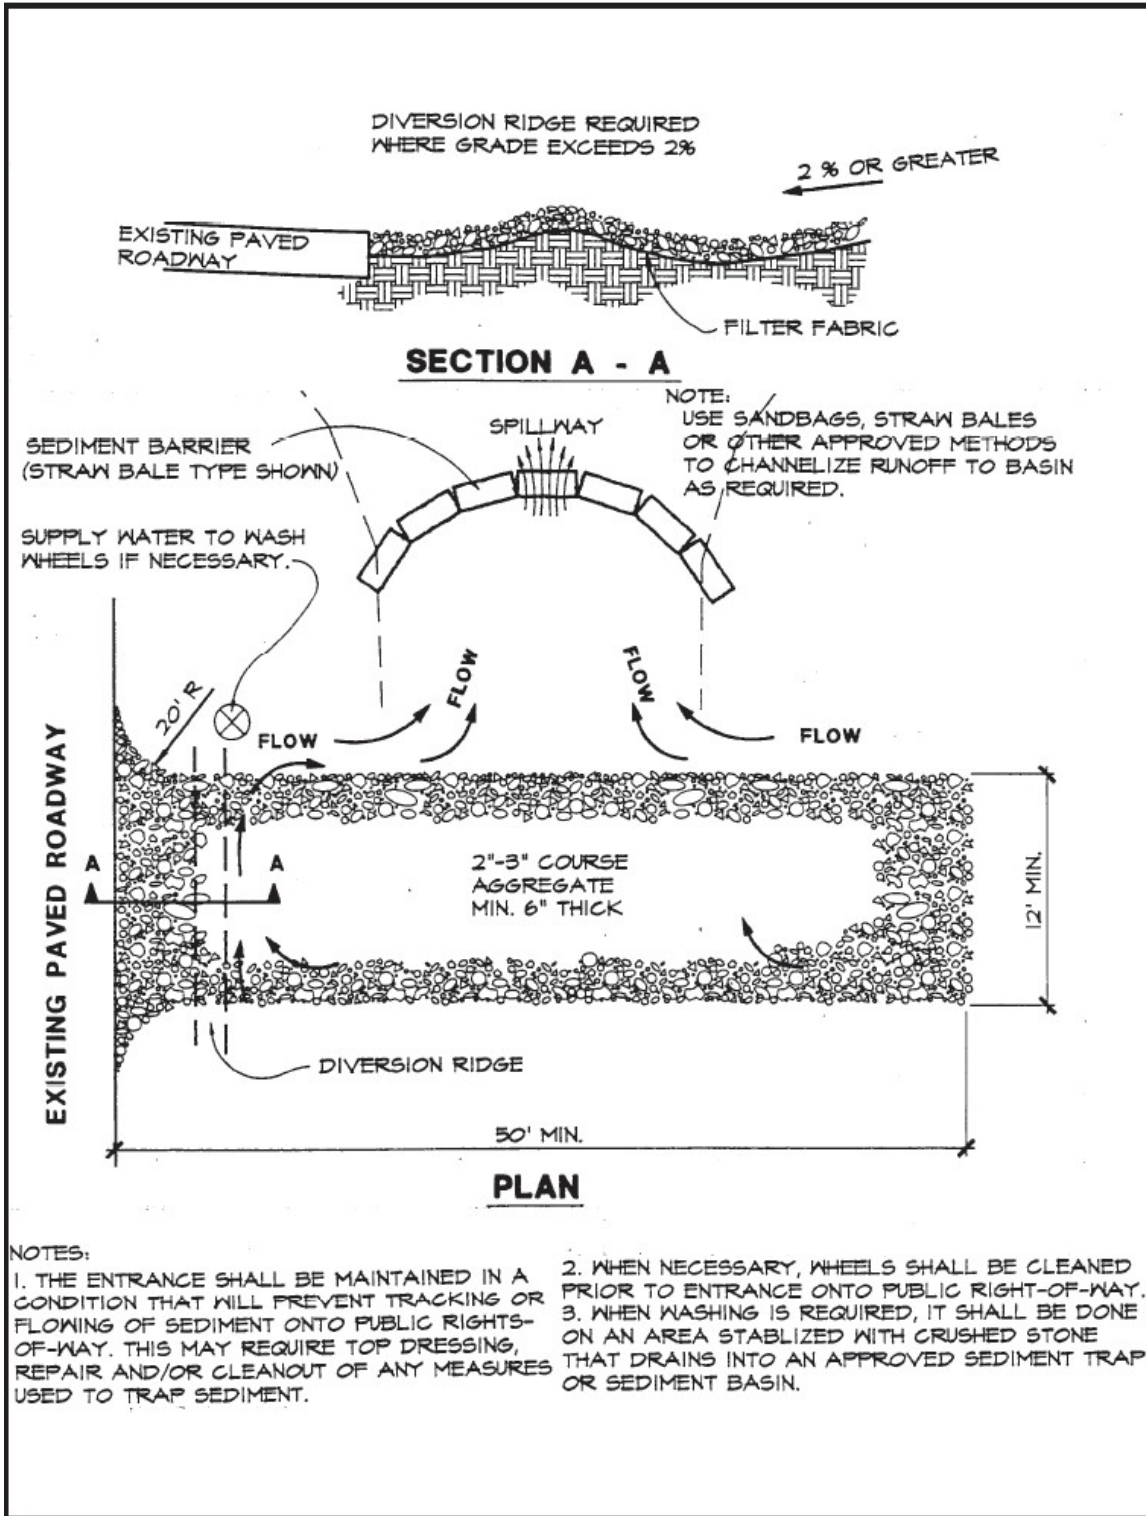 DIVERSION RIDGE REQUIRED
WHERE GRADE EXCEEDS 2%
2 % OR GREATER
EXISTING PAVED
ROADWAY
FILTER FABRIC
SECTION A - A
NOTE:
USE SANDBAGS, STRAW BALES
OR OTHER APPROVED METHODS
TO CHANNELIZE RUNOFF TO BASIN
AS REQUIRED.
SPILLWAY
SEDIMENT BARRIER
(STRAW BALE TYPE SHOWN)
SUPPLY WATER TO WASH
WHEELS IF NECESSARY.
FLOW
FLOW
20' R
FLOW
FLOW
EXISTING PAVED ROADWAY
A
A
2"-3" COURSE
AGGREGATE
MIN. 6" THICK
12' MIN.
DIVERSION RIDGE
50' MIN.
PLAN
NOTES:
1. THE ENTRANCE SHALL BE MAINTAINED IN A
CONDITION THAT WILL PREVENT TRACKING OR
FLOWING OF SEDIMENT ONTO PUBLIC RIGHTS-
OF-WAY. THIS MAY REQUIRE TOP DRESSING,
REPAIR AND/OR CLEANOUT OF ANY MEASURES
USED TO TRAP SEDIMENT.
2. WHEN NECESSARY, WHEELS SHALL BE CLEANED
PRIOR TO ENTRANCE ONTO PUBLIC RIGHT-OF-WAY.
3. WHEN WASHING IS REQUIRED, IT SHALL BE DONE
ON AN AREA STABLIZED WITH CRUSHED STONE
THAT DRAINS INTO AN APPROVED SEDIMENT TRAP
OR SEDIMENT BASIN.